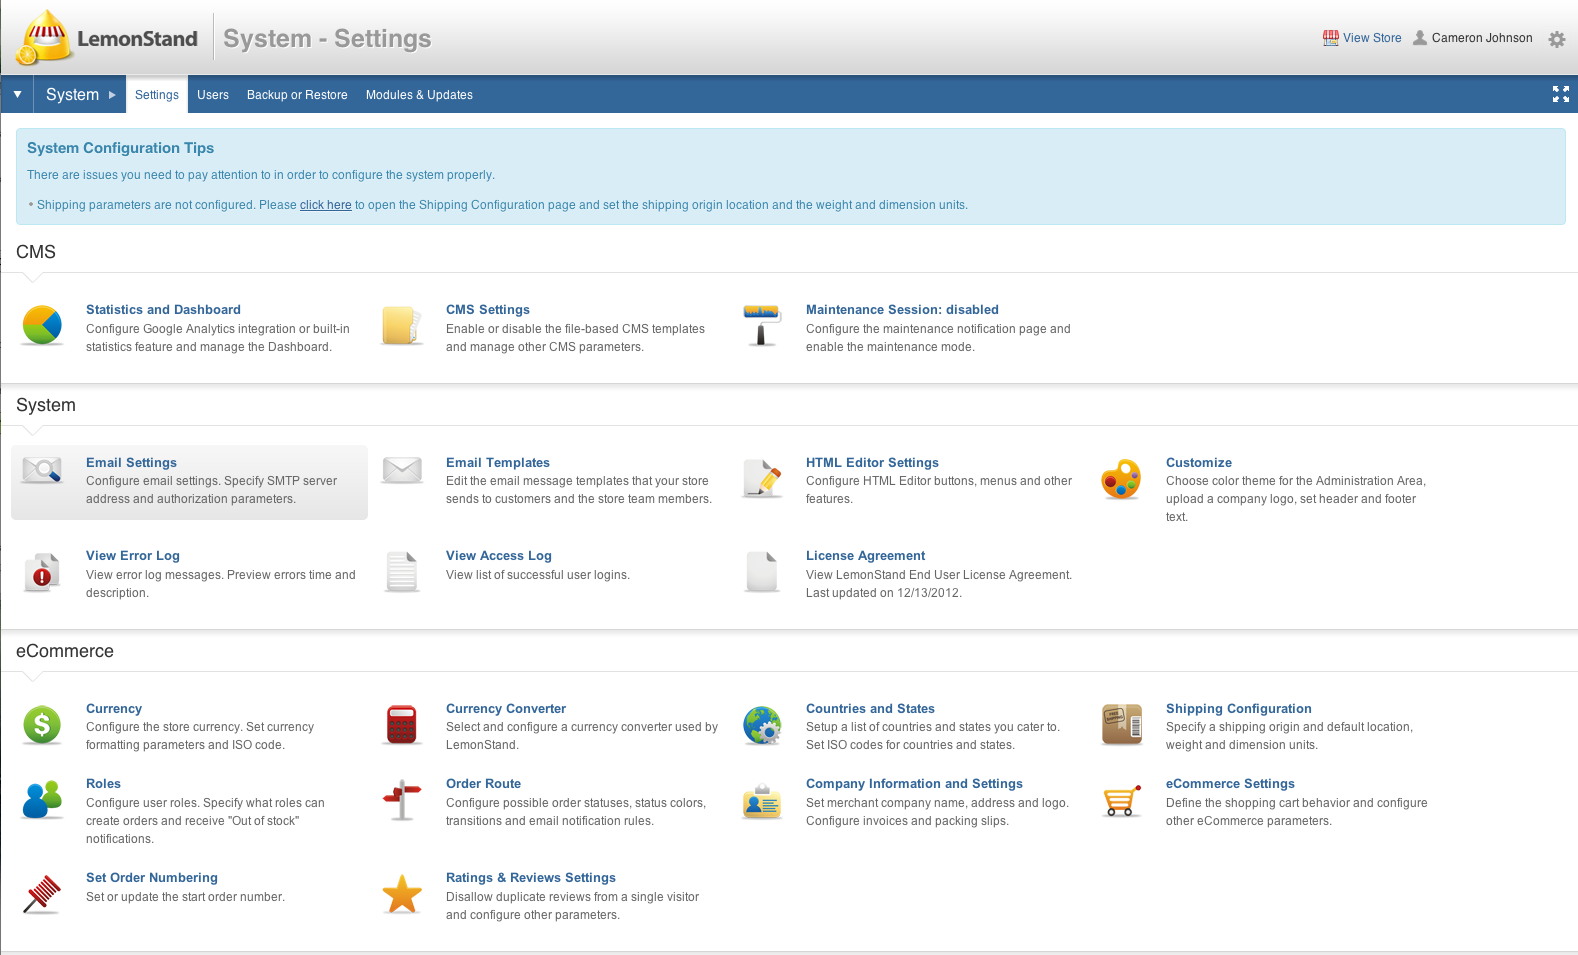 LemonStand
System - Settings
View Store
Cameron Johnson
System
Settings
Users
Backup or Restore
Modules & Updates
System Configuration Tips
There are issues you need to pay attention to in order to configure the system properly.
• Shipping parameters are not configured. Please click here to open the Shipping Configuration page and set the shipping origin location and the weight and dimension units.
CMS
Statistics and Dashboard
Configure Google Analytics integration or built-in
statistics feature and manage the Dashboard.
CMS Settings
Enable or disable the file-based CMS templates
and manage other CMS parameters.
Maintenance Session: disabled
Configure the maintenance notification page and
enable the maintenance mode.
System
Email Settings
Configure email settings. Specify SMTP server
address and authorization parameters.
Email Templates
Edit the email message templates that your store
sends to customers and the store team members.
HTML Editor Settings
Configure HTML Editor buttons, menus and other
features.
Customize
Choose color theme for the Administration Area,
upload a company logo, set header and footer
text.
View Error Log
View error log messages. Preview errors time and
description.
View Access Log
View list of successful user logins.
License Agreement
View LemonStand End User License Agreement.
Last updated on 12/13/2012.
eCommerce
Currency
Configure the store currency. Set currency
formatting parameters and ISO code.
Currency Converter
Select and configure a currency converter used by
LemonStand.
Countries and States
Setup a list of countries and states you cater to.
Set ISO codes for countries and states.
Shipping Configuration
Specify a shipping origin and default location,
weight and dimension units.
Roles
Configure user roles. Specify what roles can
create orders and receive "Out of stock"
notifications.
Order Route
Configure possible order statuses, status colors,
transitions and email notification rules.
Company Information and Settings
Set merchant company name, address and logo.
Configure invoices and packing slips.
eCommerce Settings
Define the shopping cart behavior and configure
other eCommerce parameters.
Set Order Numbering
Set or update the start order number.
Ratings & Reviews Settings
Disallow duplicate reviews from a single visitor
and configure other parameters.